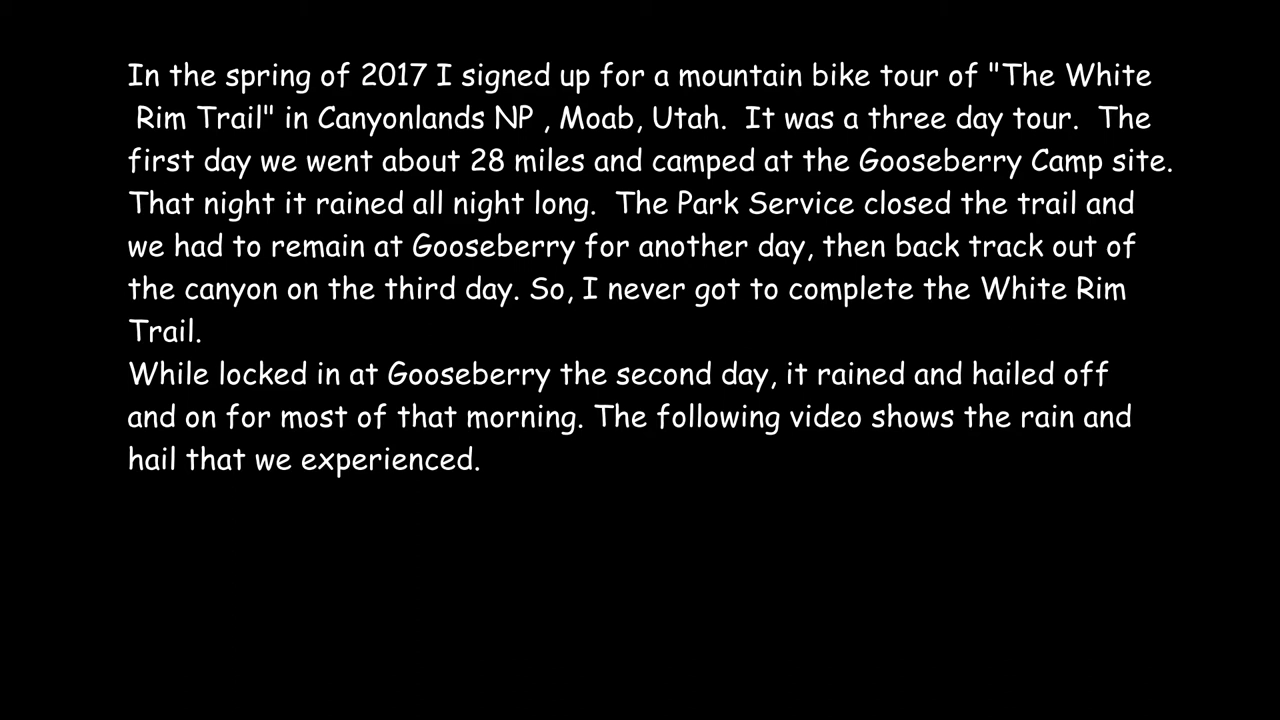 In the spring of 2017 I signed up for a mountain bike tour of "The White
Rim Trail" in Canyonlands NP , Moab, Utah.  It was a three day tour.  The
first day we went about 28 miles and camped at the Gooseberry Camp site.
That night it rained all night long.  The Park Service closed the trail and
we had to remain at Gooseberry for another day, then back track out of
the canyon on the third day. So, I never got to complete the White Rim
Trail.
While locked in at Gooseberry the second day, it rained and hailed off
and on for most of that morning. The following video shows the rain and
hail that we experienced.